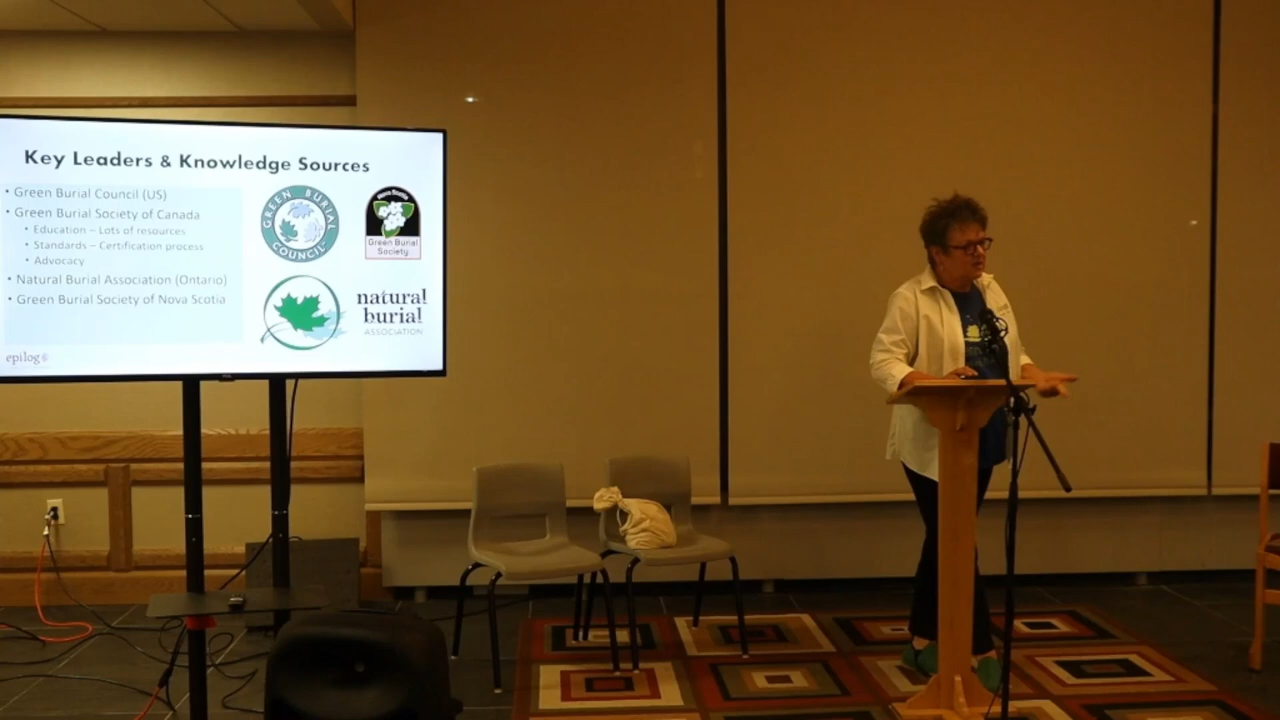 Key Leaders & Knowledge Sources
• Green Burial Council (US)
• Green Burial Society of Canada
• Education – Lots of resources
• Standards – Certification process
• Advocacy
• Natural Burial Association (Ontario)
• Green Burial Society of Nova Scotia
GREEN BURIAL
COUNCIL
Nova Scotia
Green Burial
Society
natural
burial
ASSOCIATION
epilog